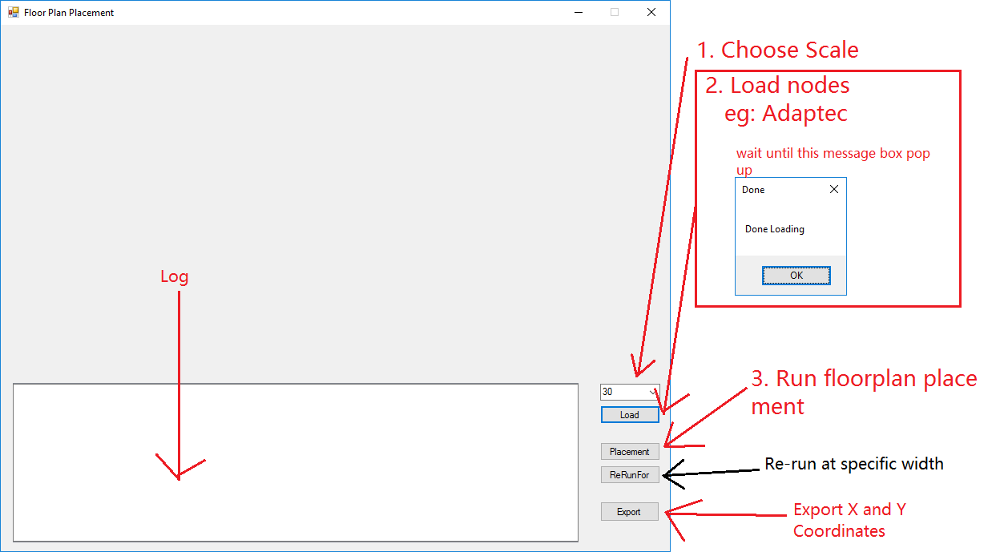 Floor Plan Placement
1. Choose Scale
2. Load nodes
eg: Adaptec
wait until this message box pop
up
Done
Done Loading
OK
Log
30
Load
3. Run floorplan place
ment
Placement
ReRunFor
Re-run at specific width
Export
Export X and Y
Coordinates